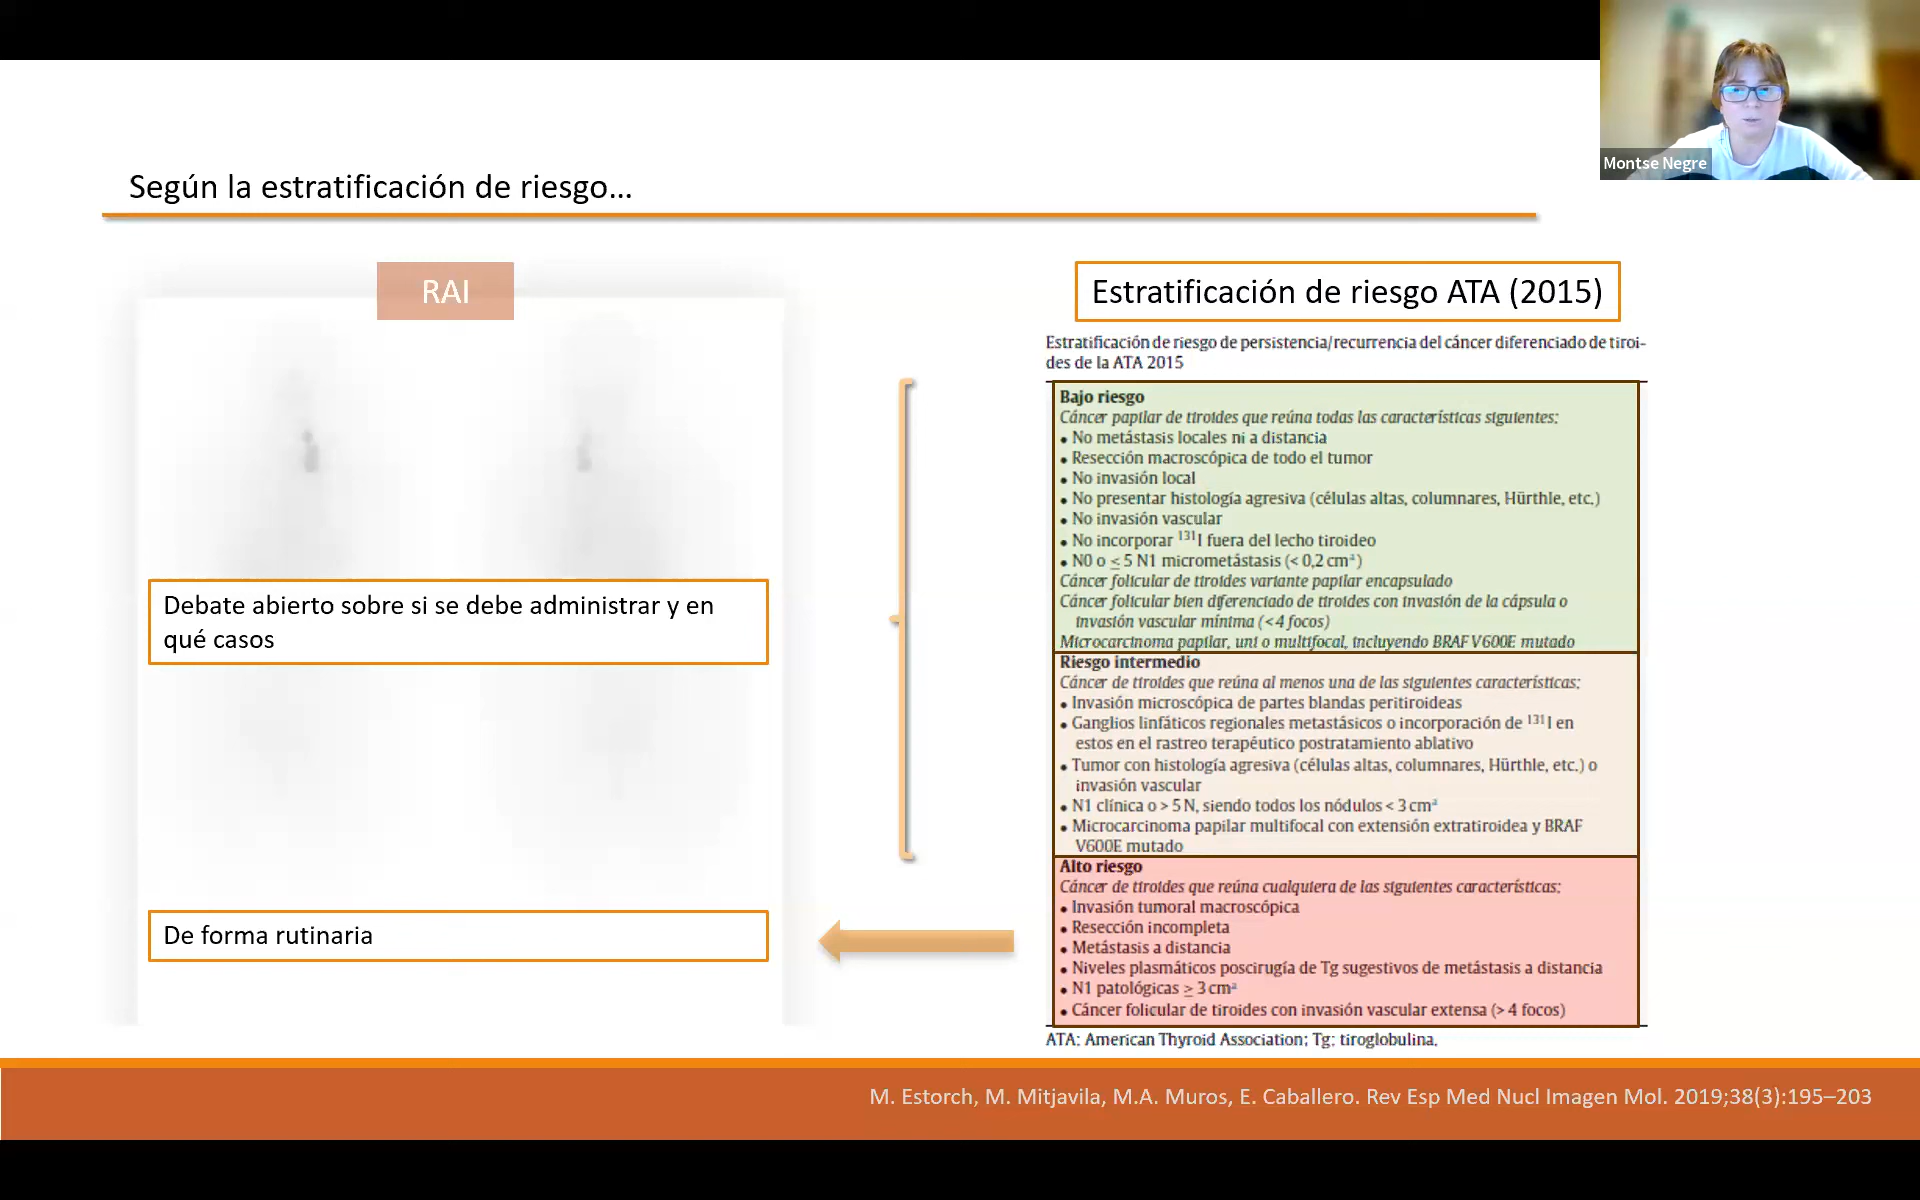 Montse Negre
Según la estratificación de riesgo...
RAI
Debate abierto sobre si se debe administrar y en
qué casos
De forma rutinaria
Estratificación de riesgo ATA (2015)
Estratificación de riesgo de persistencia/recurrencia del cáncer diferenciado de tiroi-
des de la ATA 2015
Bajo riesgo
Cáncer papilar de tiroides que reúna todas las características siguientes:
• No metástasis locales ni a distancia
• Resección macroscópica de todo el tumor
• No invasión local
• No presentar histología agresiva (células altas, columnares, Hürthle, etc.)
• No invasión vascular
• No incorporar ¹³¹I fuera del lecho tiroideo
• N0 o ≤ 5 N1 micrometástasis (< 0,2 cmª)
Cáncer folicular de tiroides variante papilar encapsulado
Cáncer folicular bien diferenciado de tiroides con invasión de la cápsula o
invasión vascular mínima (<4 focos)
Microcarcinoma papilar, uni o multifocal, incluyendo BRAF V600E mutado
Riesgo intermedio
Cáncer de tiroides que reúna al menos una de las siguientes características:
• Invasión microscópica de partes blandas peritiroideas
• Ganglios linfáticos regionales metastásicos o incorporación de ¹³¹I en
estos en el rastreo terapéutico postratamiento ablativo
• Tumor con histología agresiva (células altas, columnares, Hürthle, etc.) o
invasión vascular
• N1 clínica o > 5 N, siendo todos los nódulos < 3 cmª
• Microcarcinoma papilar multifocal con extensión extratiroidea y BRAF
V600E mutado
Alto riesgo
Cáncer de tiroides que reúna cualquiera de las siguientes características:
• Invasión tumoral macroscópica
• Resección incompleta
• Metástasis a distancia
• Niveles plasmáticos poscirugía de Tg sugestivos de metástasis a distancia
• N1 patológicas ≥ 3 cmª
• Cáncer folicular de tiroides con invasión vascular extensa (> 4 focos)
ATA: American Thyroid Association; Tg: tiroglobulina.
M. Estorch, M. Mitjavila, M.A. Muros, E. Caballero. Rev Esp Med Nucl Imagen Mol. 2019;38(3):195–203